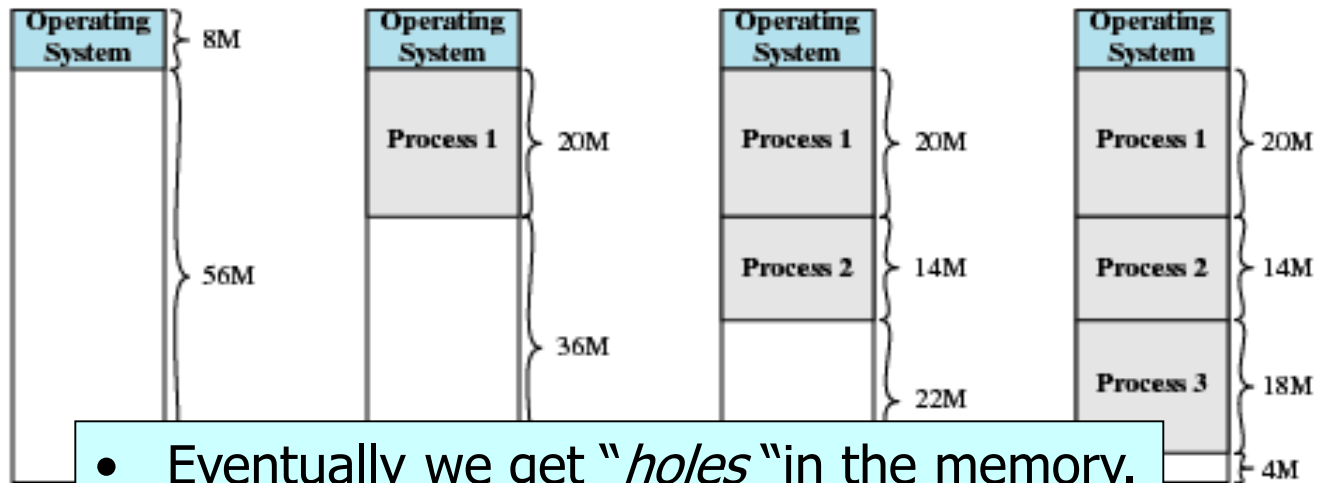 Operating System
8M
56M
Operating System
Process 1
20M
36M
Operating System
Process 1
20M
Process 2
14M
22M
Operating System
Process 1
20M
Process 2
14M
Process 3
18M
4M
• Eventually we get “holes “in the memory.